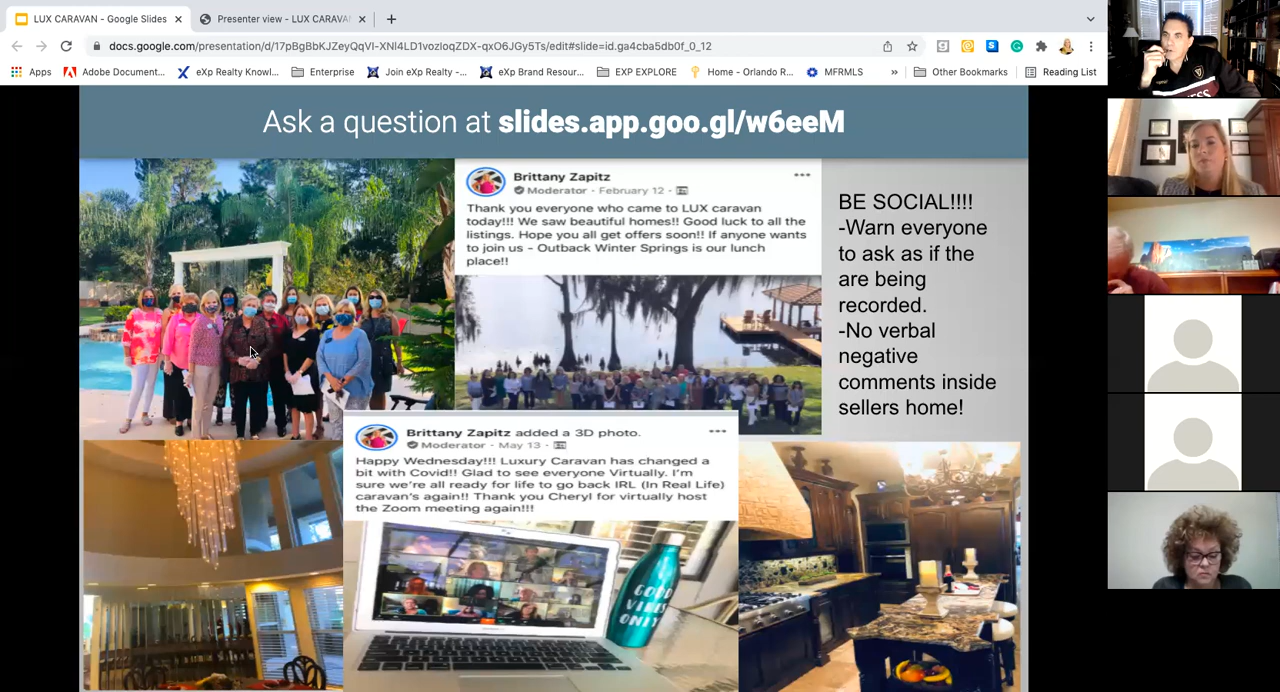 LUX CARAVAN - Google Slides
Presenter view - LUX CARAVAN
docs.google.com/presentation/d/17pBgBbKJZeyQqVI-XNl4LD1vozIoqZDX-qxO6JGy5Ts/edit#slide=id.ga4cba5db0f_0_12
Apps
Adobe Document...
eXp Realty Knowl...
Enterprise
Join eXp Realty -...
eXp Brand Resour...
EXP EXPLORE
Home - Orlando R...
MFRMLS
»
Other Bookmarks
Reading List
Ask a question at slides.app.goo.gl/w6eeM
Brittany Zapitz
Moderator · February 12 ·
Thank you everyone who came to LUX caravan
today!!! We saw beautiful homes!! Good luck to all the
listings. Hope you all get offers soon!! If anyone wants
to join us - Outback Winter Springs is our lunch
place!!
BE SOCIAL!!!!
-Warn everyone
to ask as if the
are being
recorded.
-No verbal
negative
comments inside
sellers home!
Brittany Zapitz added a 3D photo.
Moderator · May 13 ·
Happy Wednesday!!! Luxury Caravan has changed a
bit with Covid!! Glad to see everyone Virtually. I'm
sure we're all ready for life to go back IRL (In Real Life)
caravan's again!! Thank you Cheryl for virtually host
the Zoom meeting again!!!
GOOD
VIBES
ONLY